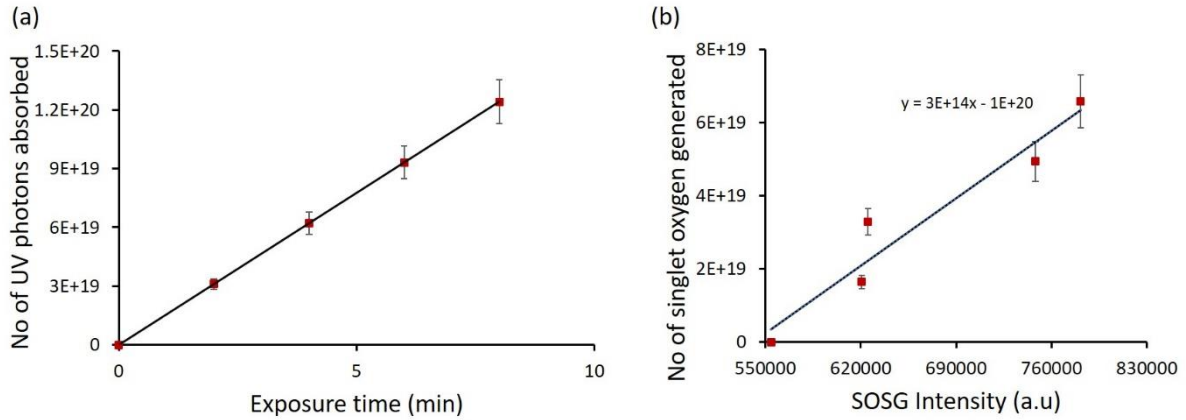 (a)
No of UV photons absorbed
1.5E+20
1.2E+20
9E+19
6E+19
3E+19
0
0
5
10
Exposure time (min)
(b)
No of singlet oxygen generated
8E+19
6E+19
4E+19
2E+19
0
y = 3E+14x - 1E+20
550000
620000
690000
760000
830000
SOSG Intensity (a.u)